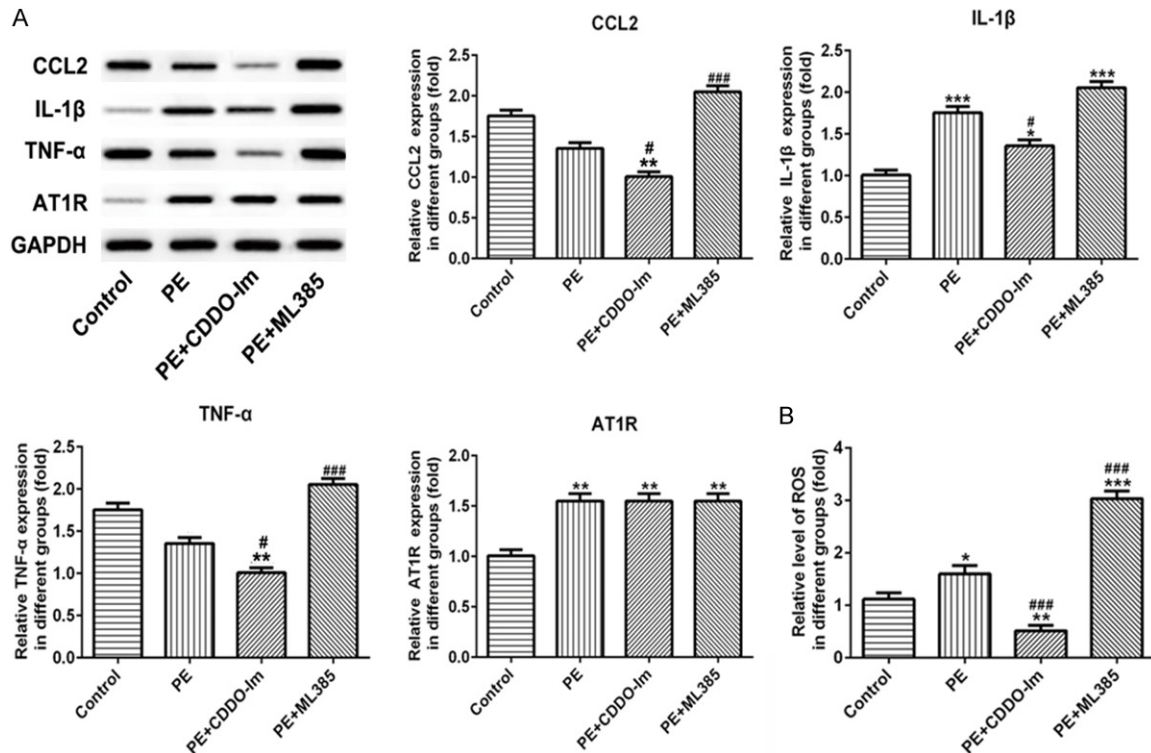 A
CCL2
IL-1β
TNF-α
AT1R
GAPDH
Control
PE
PE+CDDO-Im
PE+ML385
CCL2
Relative CCL2 expression
in different groups (fold)
2.5
2.0
1.5
1.0
0.5
0.0
#
**
###
Control
PE
PE+CDDO-Im
PE+ML385
IL-1β
Relative IL-1β expression
in different groups (fold)
2.5
2.0
1.5
1.0
0.5
0.0
***
#
*
***
Control
PE
PE+CDDO-Im
PE+ML385
TNF-α
Relative TNF-α expression
in different groups (fold)
2.5
2.0
1.5
1.0
0.5
0.0
#
**
###
Control
PE
PE+CDDO-Im
PE+ML385
AT1R
Relative AT1R expression
in different groups (fold)
2.0
1.5
1.0
0.5
0.0
**
**
**
Control
PE
PE+CDDO-Im
PE+ML385
B
Relative level of ROS
in different groups (fold)
4
3
2
1
0
*
###
**
###
***
Control
PE
PE+CDDO-Im
PE+ML385